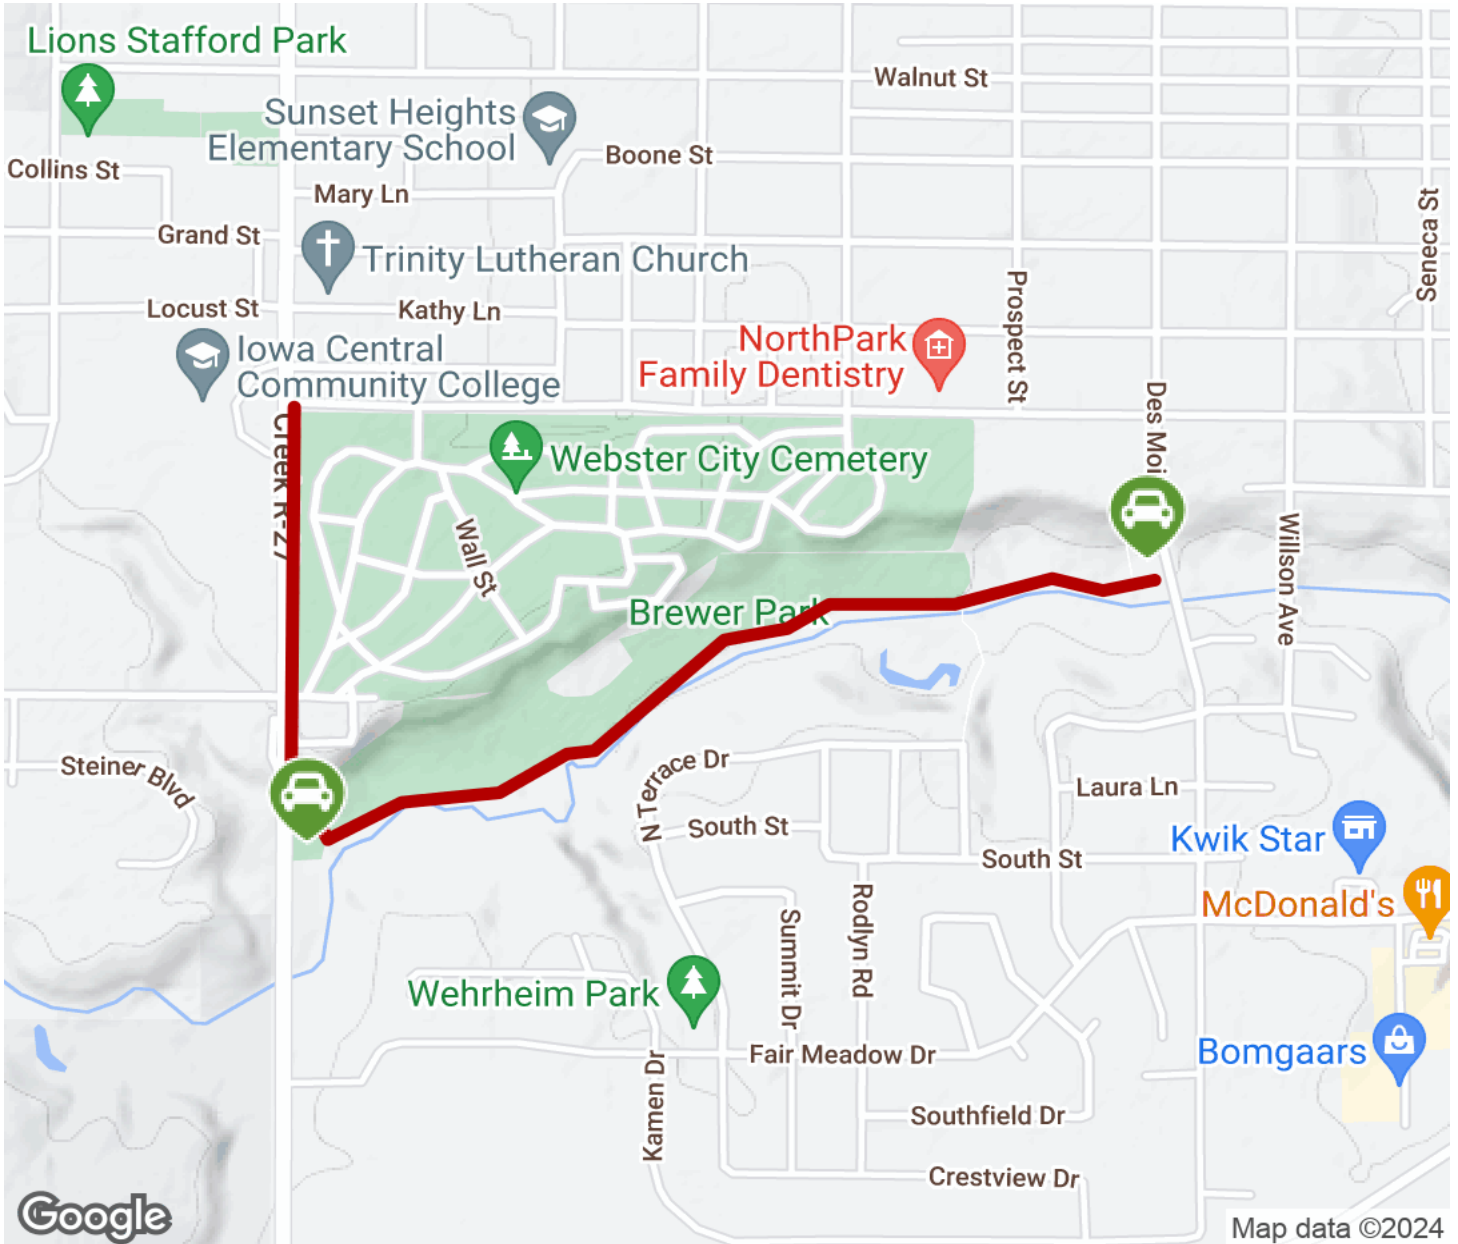 Lions Stafford Park
Walnut St
Sunset Heights
Elementary School
Boone St
Collins St
Mary Ln
Seneca St
Grand St
Trinity Lutheran Church
Locust St
Kathy Ln
Prospect St
NorthPark
Family Dentistry
Iowa Central
Community College
Des Moi
Creek R-27
Webster City Cemetery
Wall St
Willson Ave
Brewer Park
Steiner Blvd
N Terrace Dr
Laura Ln
South St
Kwik Star
South St
McDonald's
Summit Dr
Rodlyn Rd
Wehrheim Park
Fair Meadow Dr
Bomgaars
Kamen Dr
Southfield Dr
Crestview Dr
Google
Map data ©2024